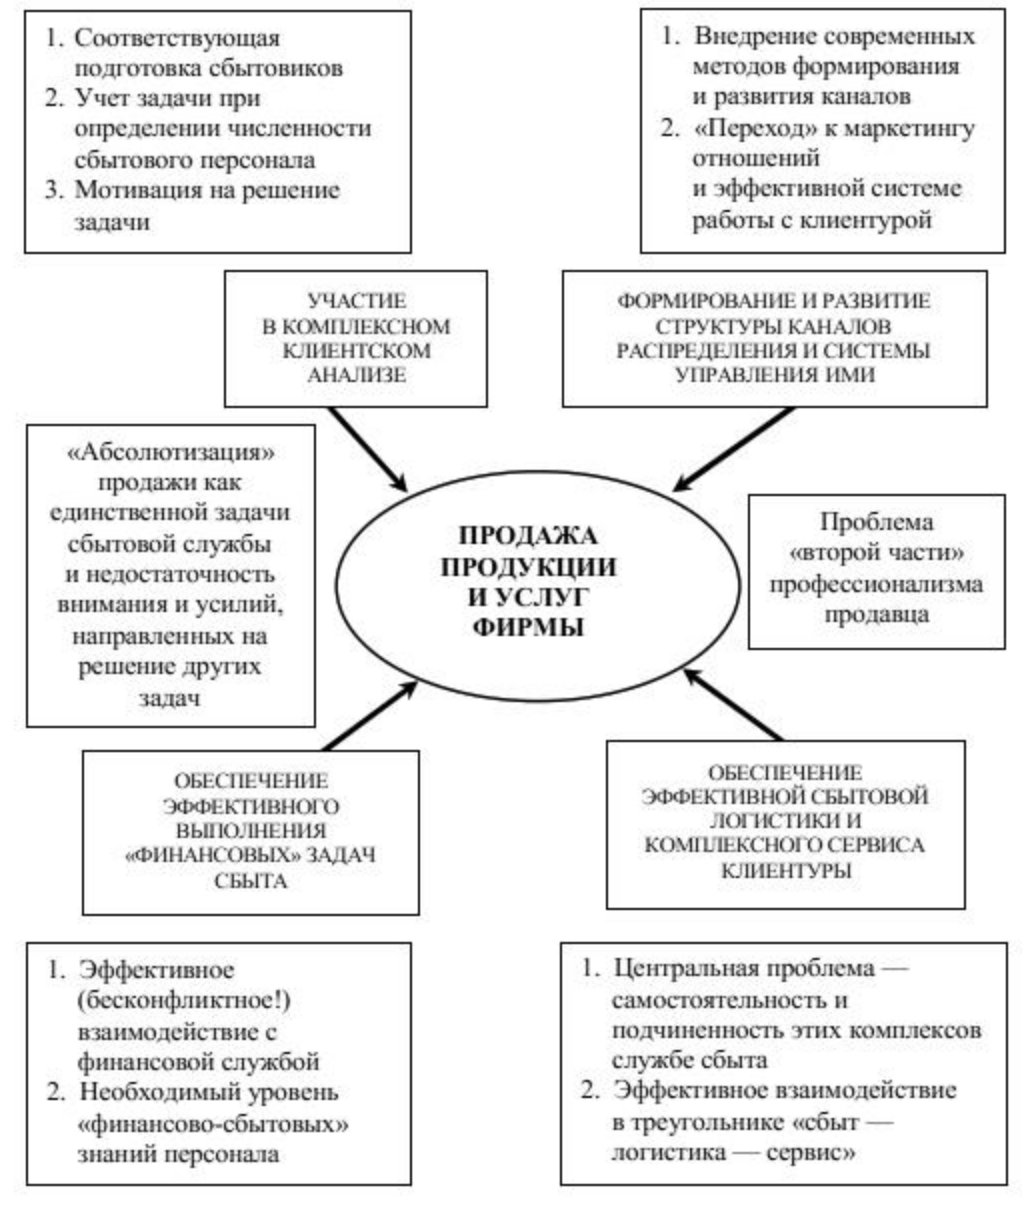 1. Соответствующая
подготовка сбытовиков
2. Учет задачи при
определении численности
сбытового персонала
3. Мотивация на решение
задачи
1. Внедрение современных
методов формирования
и развития каналов
2. «Переход» к маркетингу
отношений
и эффективной системе
работы с клиентурой
УЧАСТИЕ
В КОМПЛЕКСНОМ
КЛИЕНТСКОМ
АНАЛИЗЕ
ФОРМИРОВАНИЕ И РАЗВИТИЕ
СТРУКТУРЫ КАНАЛОВ
РАСПРЕДЕЛЕНИЯ И СИСТЕМЫ
УПРАВЛЕНИЯ ИМИ
«Абсолютизация»
продажи как
единственной задачи
сбытовой службы
и недостаточность
внимания и усилий,
направленных на
решение других
задач
ПРОДАЖА
ПРОДУКЦИИ
И УСЛУГ
ФИРМЫ
Проблема
«второй части»
профессионализма
продавца
ОБЕСПЕЧЕНИЕ
ЭФФЕКТИВНОГО
ВЫПОЛНЕНИЯ
«ФИНАНСОВЫХ» ЗАДАЧ
СБЫТА
ОБЕСПЕЧЕНИЕ
ЭФФЕКТИВНОЙ СБЫТОВОЙ
ЛОГИСТИКИ И
КОМПЛЕКСНОГО СЕРВИСА
КЛИЕНТУРЫ
1. Эффективное
(бесконфликтное!)
взаимодействие с
финансовой службой
2. Необходимый уровень
«финансово-сбытовых»
знаний персонала
1. Центральная проблема —
самостоятельность и
подчиненность этих комплексов
службе сбыта
2. Эффективное взаимодействие
в треугольнике «сбыт —
логистика — сервис»